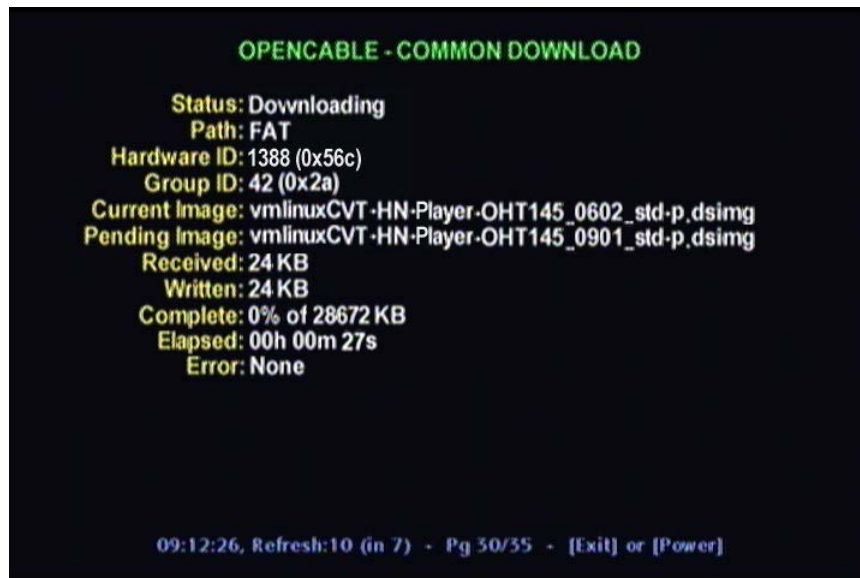 OPENCABLE - COMMON DOWNLOAD
Status: Downloading
Path: FAT
Hardware ID: 1388 (0x56c)
Group ID: 42 (0x2a)
Current Image: vmlinuxCVT-HN-Player-OHT145_0602_std-p.dsimg
Pending Image: vmlinuxCVT-HN-Player-OHT145_0901_std-p.dsimg
Received: 24 KB
Written: 24 KB
Complete: 0% of 28672 KB
Elapsed: 00h 00m 27s
Error: None
09:12:26, Refresh:10 (in 7) - Pg 30/35 - [Exit] or [Power]